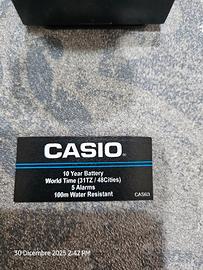 CASIO
10 Year Battery
World Time (31TZ / 48Cities)
5 Alarms
100m Water Resistant
CAS63
30 Dicembre 2025 2:42 PM